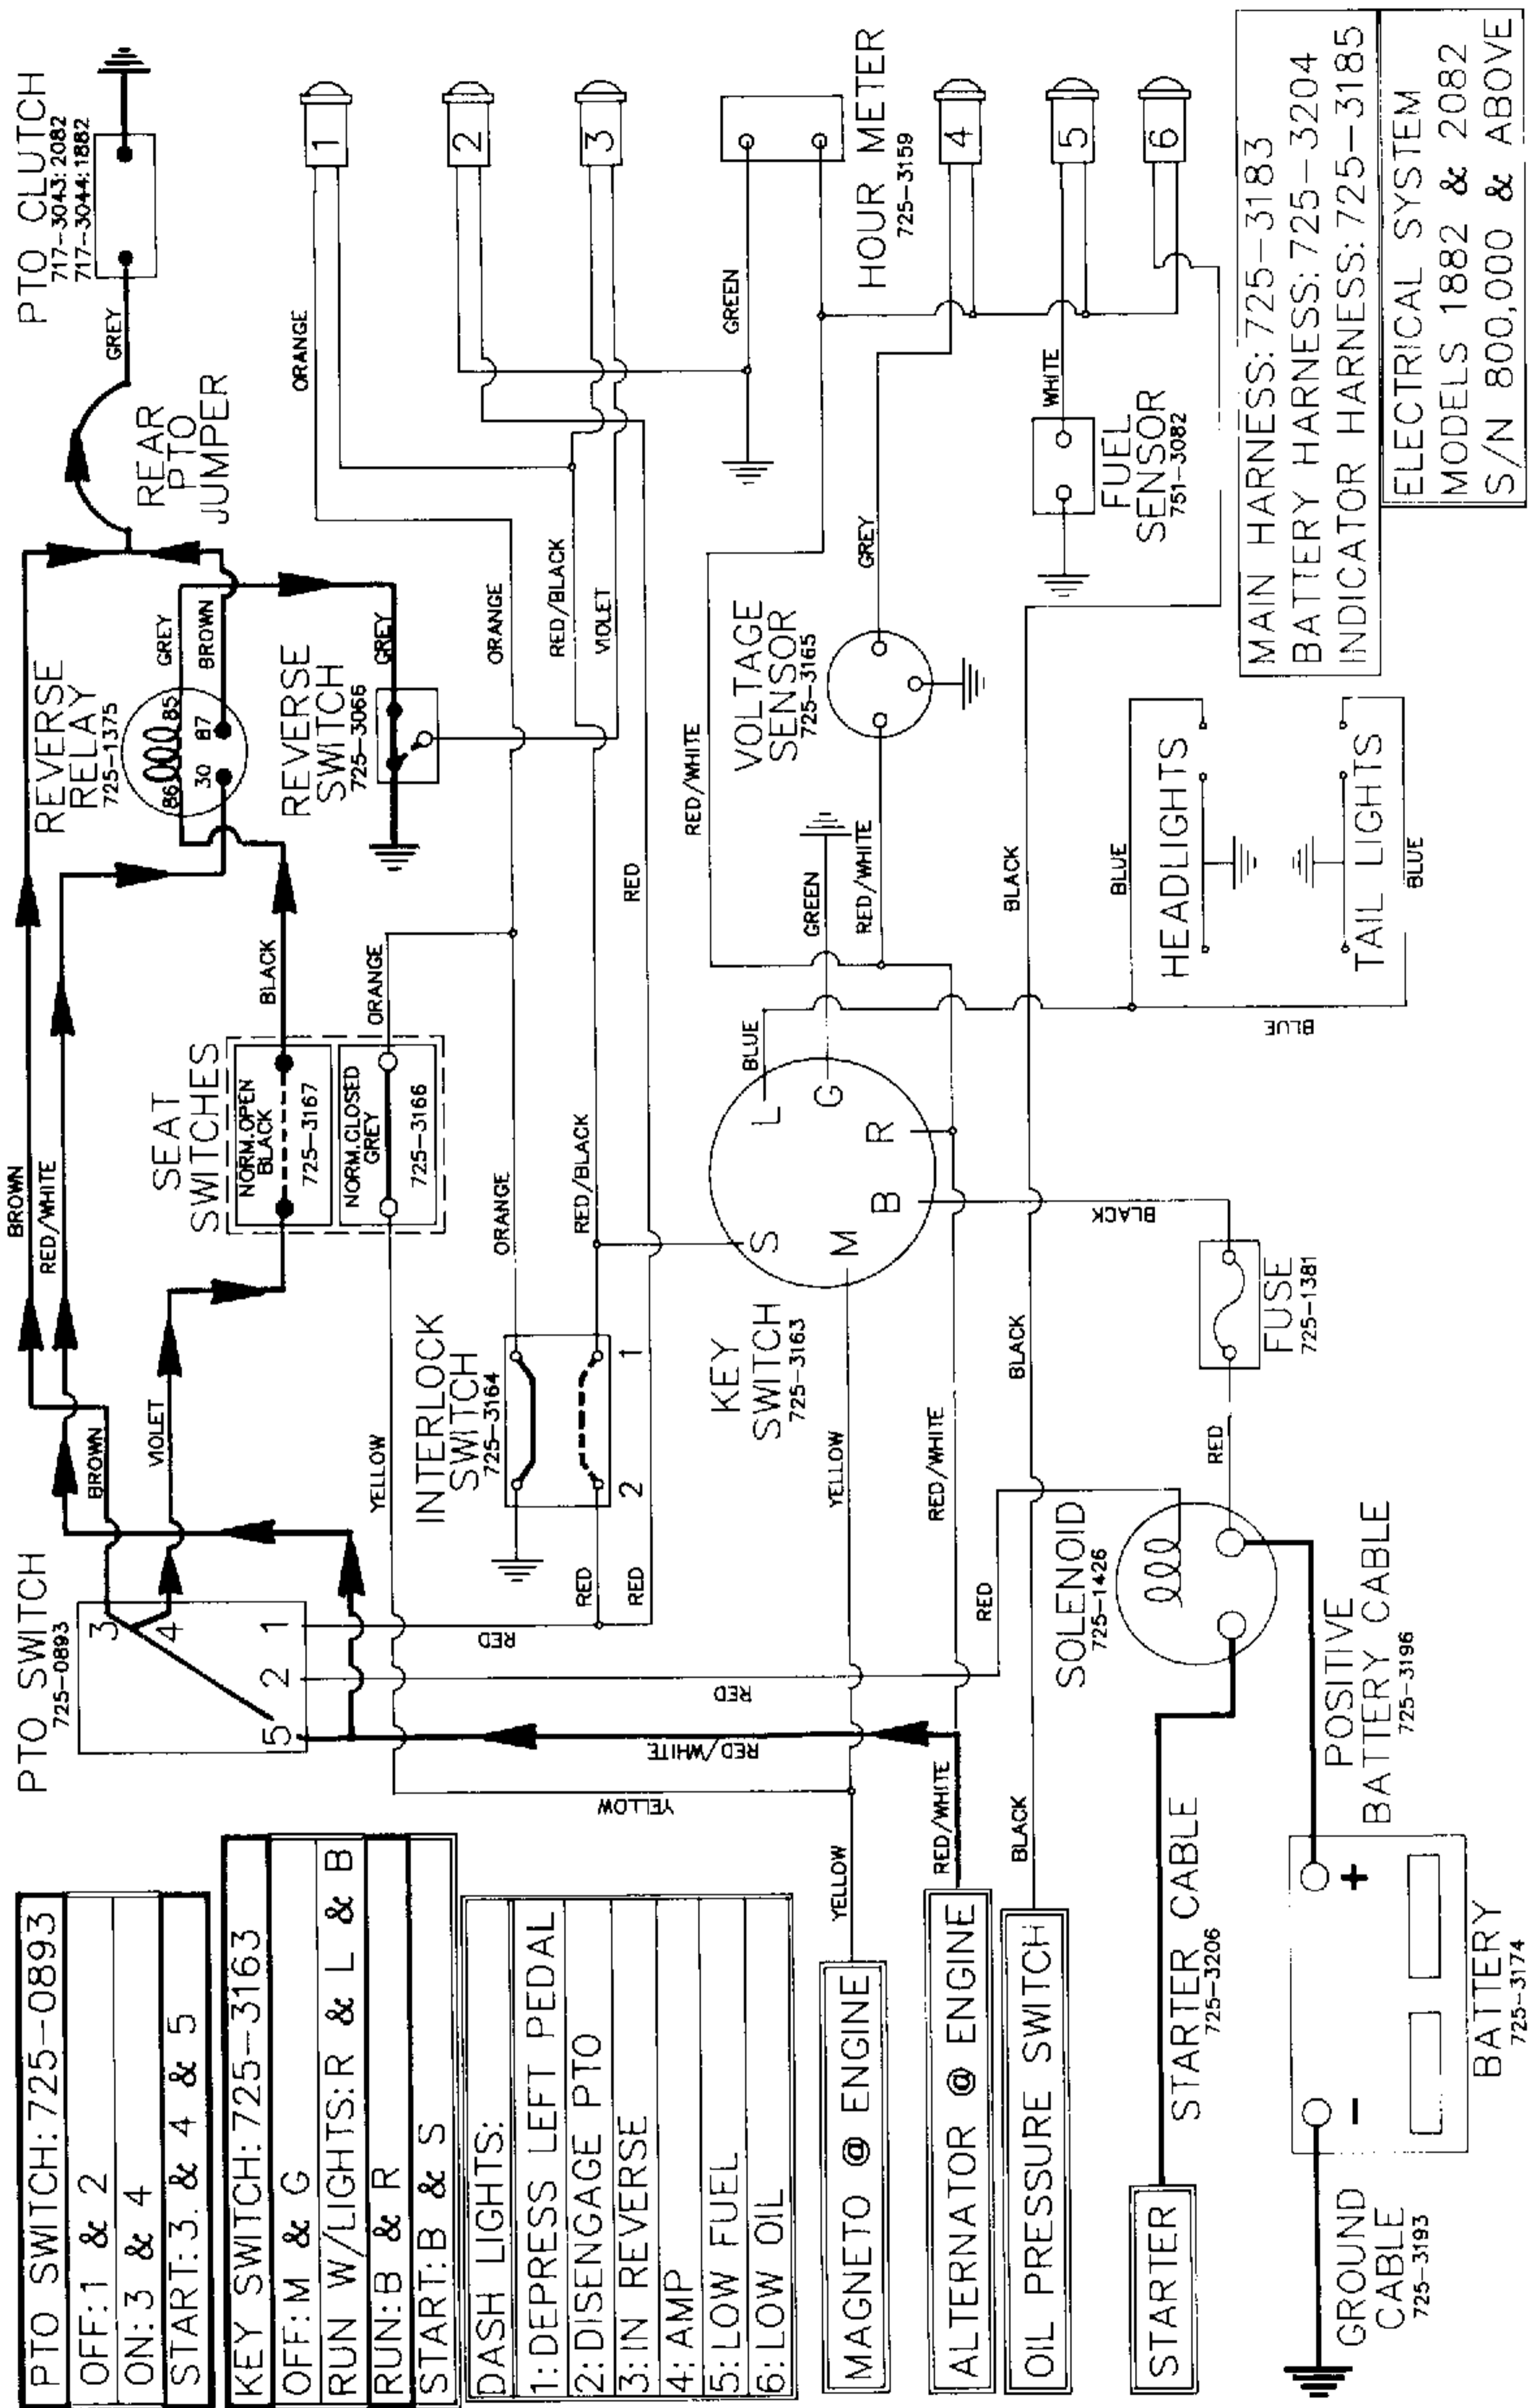 PTO SWITCH: 725--0893
OFF: 1 & 2
ON: 3 & 4
START: 3. & 4 & 5
KEY SWITCH: 725--3163
OFF: M & G
RUN W/LIGHTS: R & L & B
RUN: B & R
START: B & S
DASH LIGHTS:
1: DEPRESS LEFT PEDAL
2: DISENGAGE PTO
3: IN REVERSE
4: AMP
5: LOW FUEL
6: LOW OIL
MAGNETO @ ENGINE
ALTERNATOR @ ENGINE
OIL PRESSURE SWITCH
STARTER
GROUND
CABLE
725-3193
BATTERY
725-3174
- +
STARTER CABLE
725-3206
POSITIVE
BATTERY CABLE
725-3196
YELLOW
RED/WHITE
BLACK
PTO SWITCH
725-0893
3
4
5 2 1
RED/WHITE
YELLOW
RED
RED
RED
RED
RED
SOLENOID
725-1426
RED
FUSE
725-1381
BLACK
BROWN
VIOLET
YELLOW
INTERLOCK
SWITCH
725-3164
2 1
YELLOW
RED/WHITE
BLACK
KEY
SWITCH
725-3163
S
L
M
G
B
R
BROWN
RED/WHITE
SEAT
SWITCHES
NORM.OPEN
BLACK
725-3167
NORM.CLOSED
GREY
725-3166
BLACK
ORANGE
ORANGE
RED/BLACK
BLUE
GREEN
RED/WHITE
BLACK
RED
BLUE
BLUE
BLUE
HEADLIGHTS
TAIL LIGHTS
REVERSE
RELAY
725-1375
86 85
30 87
GREY
BROWN
REVERSE
SWITCH
725-3066
GREY
ORANGE
RED/BLACK
VIOLET
RED/WHITE
VOLTAGE
SENSOR
725-3165
GREY
REAR
PTO
JUMPER
GREY
PTO CLUTCH
717-3043: 2082
717-3044: 1882
ORANGE
GREEN
1
2
3
HOUR METER
725-3159
4
5
6
WHITE
FUEL
SENSOR
751-3082
MAIN HARNESS: 725-3183
BATTERY HARNESS: 725-3204
INDICATOR HARNESS: 725-3185
ELECTRICAL SYSTEM
MODELS 1882 & 2082
S/N 800,000 & ABOVE